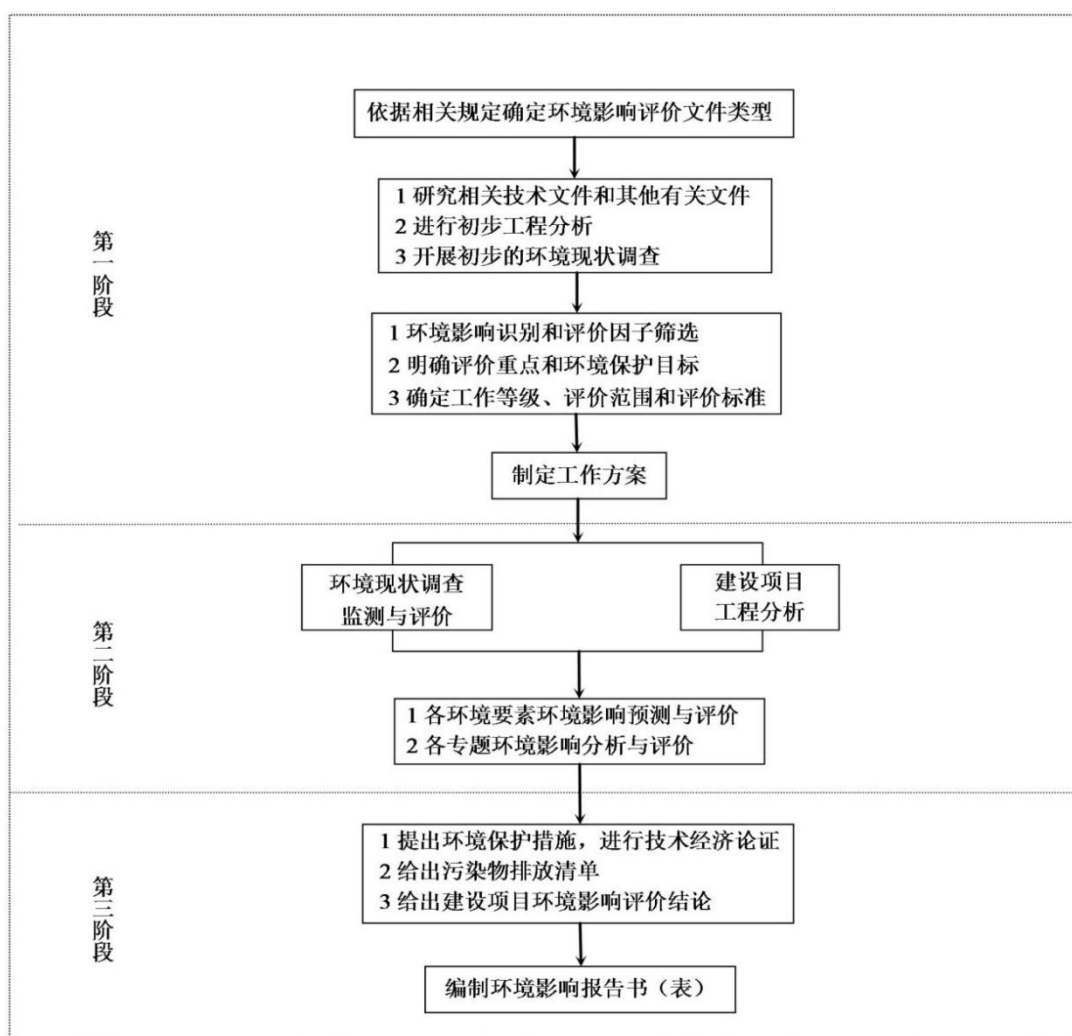 依据相关规定确定环境影响评价文件类型
1 研究相关技术文件和其他有关文件
2 进行初步工程分析
3 开展初步的环境现状调查
第一阶段
1 环境影响识别和评价因子筛选
2 明确评价重点和环境保护目标
3 确定工作等级、评价范围和评价标准
制定工作方案
环境现状调查
监测与评价
建设项目
工程分析
第二阶段
1 各环境要素环境影响预测与评价
2 各专题环境影响分析与评价
1 提出环境保护措施，进行技术经济论证
2 给出污染物排放清单
3 给出建设项目环境影响评价结论
第三阶段
编制环境影响报告书（表）